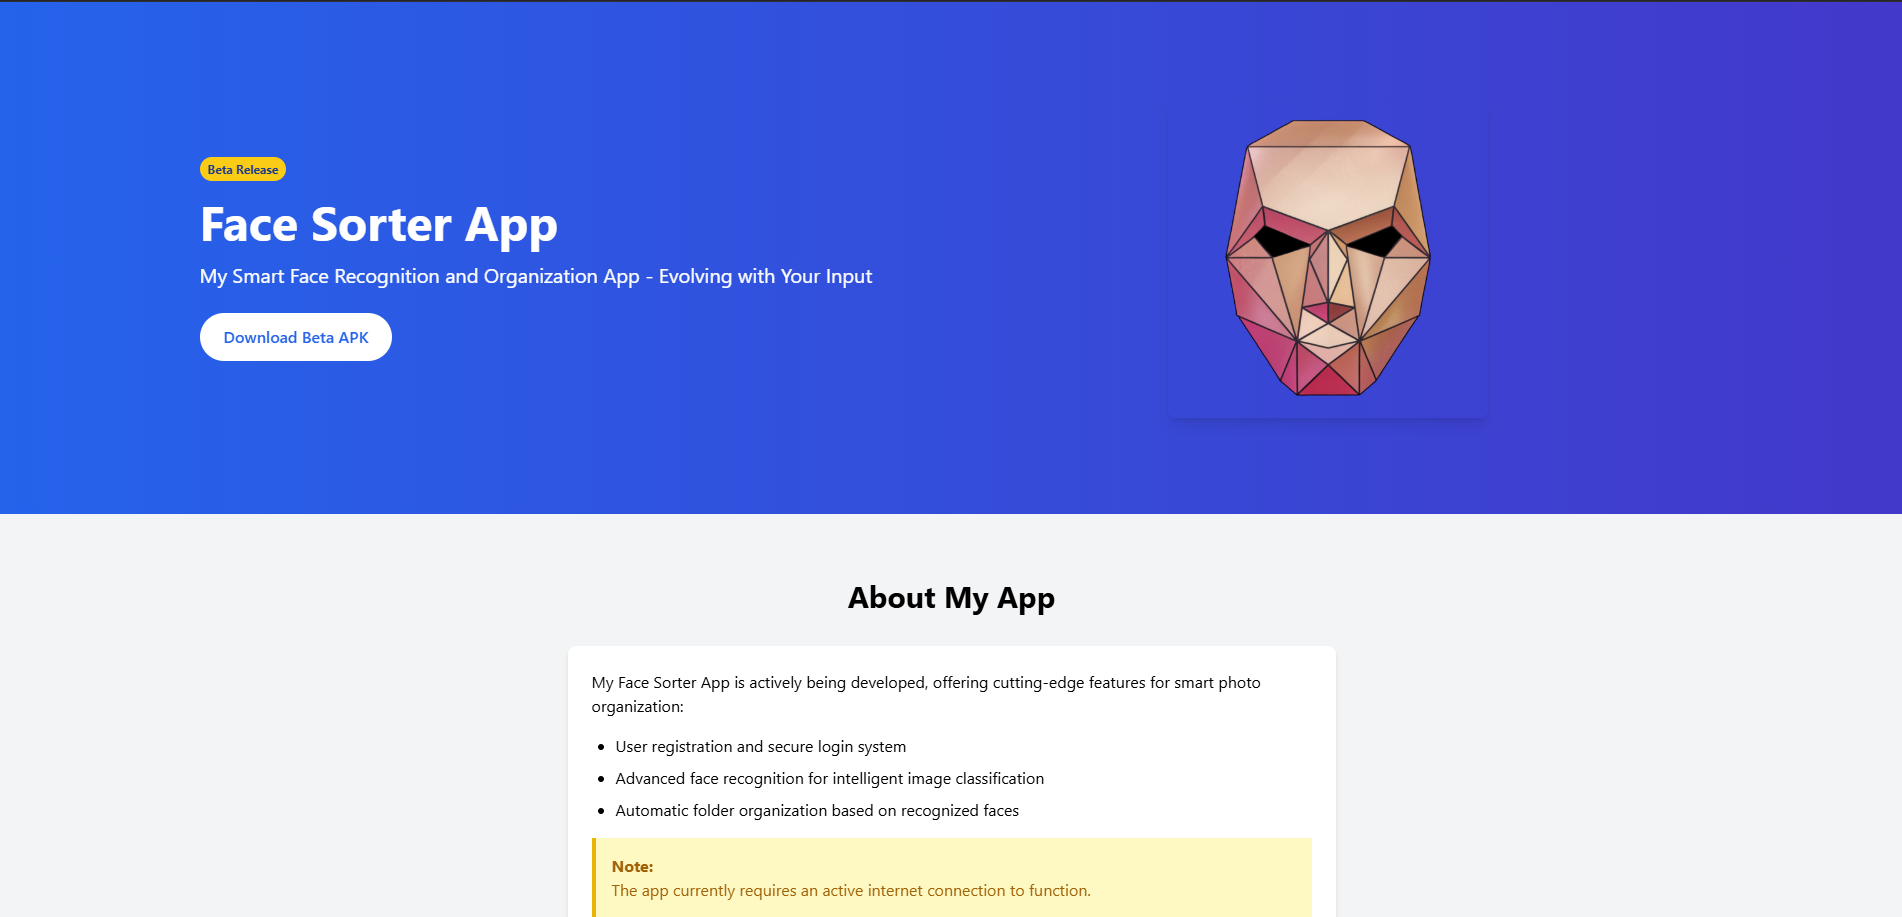 Beta Release
Face Sorter App
My Smart Face Recognition and Organization App - Evolving with Your Input
Download Beta APK
About My App
My Face Sorter App is actively being developed, offering cutting-edge features for smart photo
organization:
User registration and secure login system
Advanced face recognition for intelligent image classification
Automatic folder organization based on recognized faces
Note:
The app currently requires an active internet connection to function.